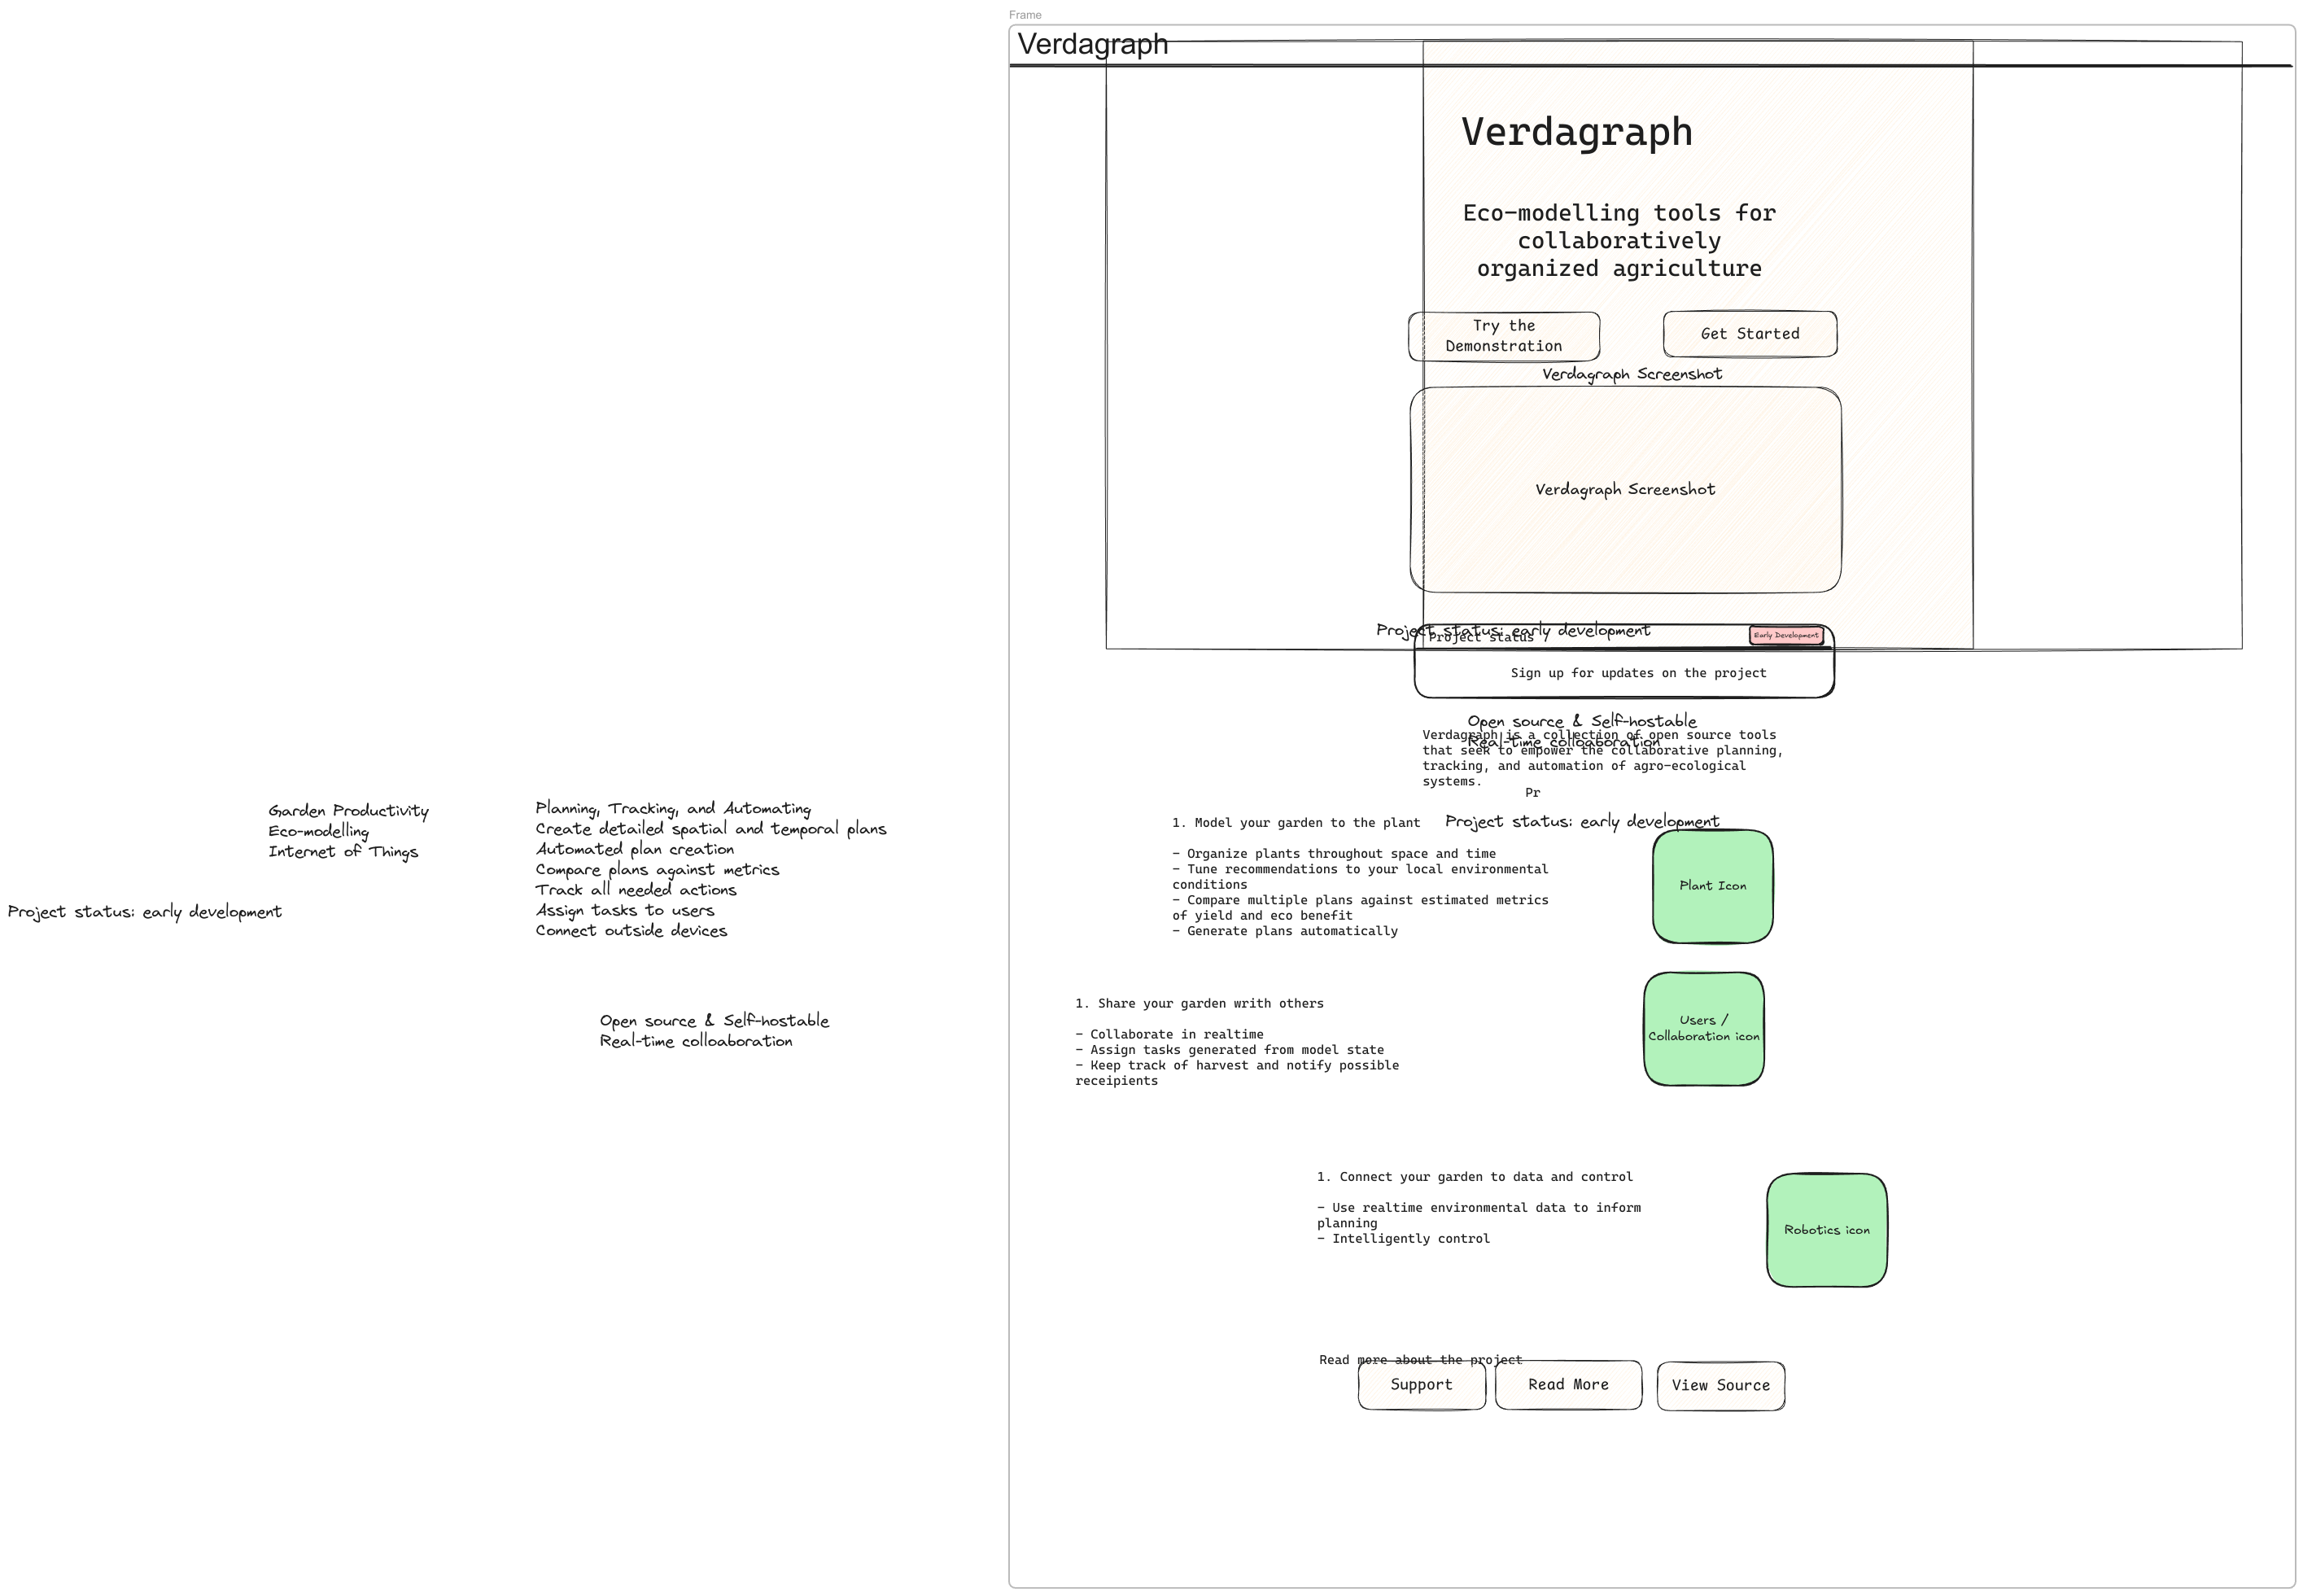 Frame
Verdagraph
Verdagraph
Eco-modelling tools for
collaboratively
organized agriculture
Try the
Demonstration
Get Started
Verdagraph Screenshot
Verdagraph Screenshot
Project status: early development
Project status
Early Development
Sign up for updates on the project
Open source & Self-hostable
Real-time colloaboration
Verdagraph is a collection of open source tools
that seek to empower the collaborative planning,
tracking, and automation of agro-ecological
systems.
Pr
Garden Productivity
Eco-modelling
Internet of Things
Planning, Tracking, and Automating
Create detailed spatial and temporal plans
Automated plan creation
Compare plans against metrics
Track all needed actions
Assign tasks to users
Connect outside devices
Project status: early development
Open source & Self-hostable
Real-time colloaboration
1. Model your garden to the plant
Project status: early development
- Organize plants throughout space and time
- Tune recommendations to your local environmental
conditions
- Compare multiple plans against estimated metrics
of yield and eco benefit
- Generate plans automatically
Plant Icon
1. Share your garden writh others
- Collaborate in realtime
- Assign tasks generated from model state
- Keep track of harvest and notify possible
receipients
Users /
Collaboration icon
1. Connect your garden to data and control
- Use realtime environmental data to inform
planning
- Intelligently control
Robotics icon
Read more about the project
Support
Read More
View Source